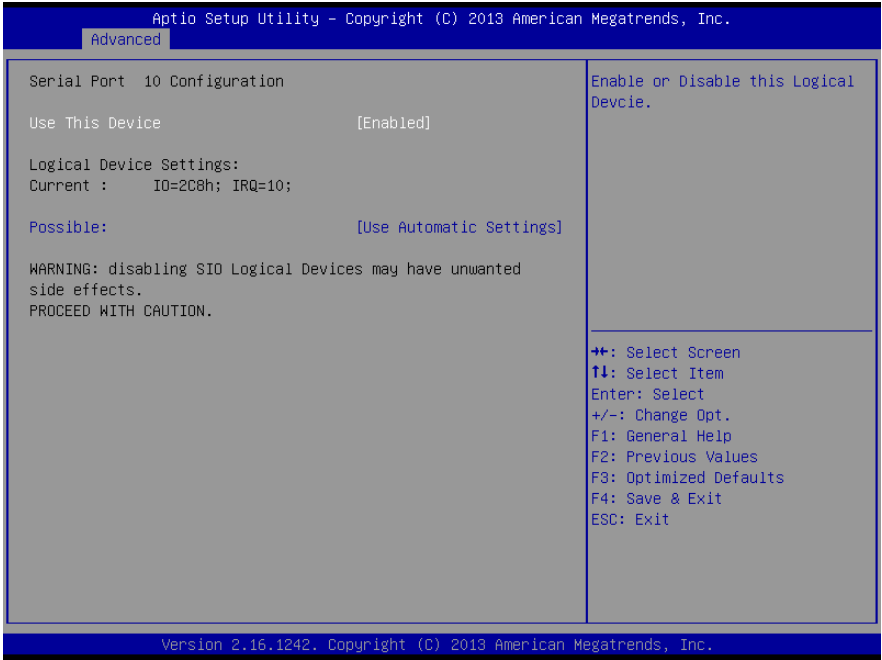 Aptio Setup Utility – Copyright (C) 2013 American Megatrends, Inc.
Advanced
Serial Port 10 Configuration
Use This Device [Enabled]
Logical Device Settings:
Current : IO=2C8h; IRQ=10;
Possible: [Use Automatic Settings]
WARNING: disabling SIO Logical Devices may have unwanted
side effects.
PROCEED WITH CAUTION.
Enable or Disable this Logical
Devcie.
→←: Select Screen
↑↓: Select Item
Enter: Select
+/-: Change Opt.
F1: General Help
F2: Previous Values
F3: Optimized Defaults
F4: Save & Exit
ESC: Exit
Version 2.16.1242. Copyright (C) 2013 American Megatrends, Inc.